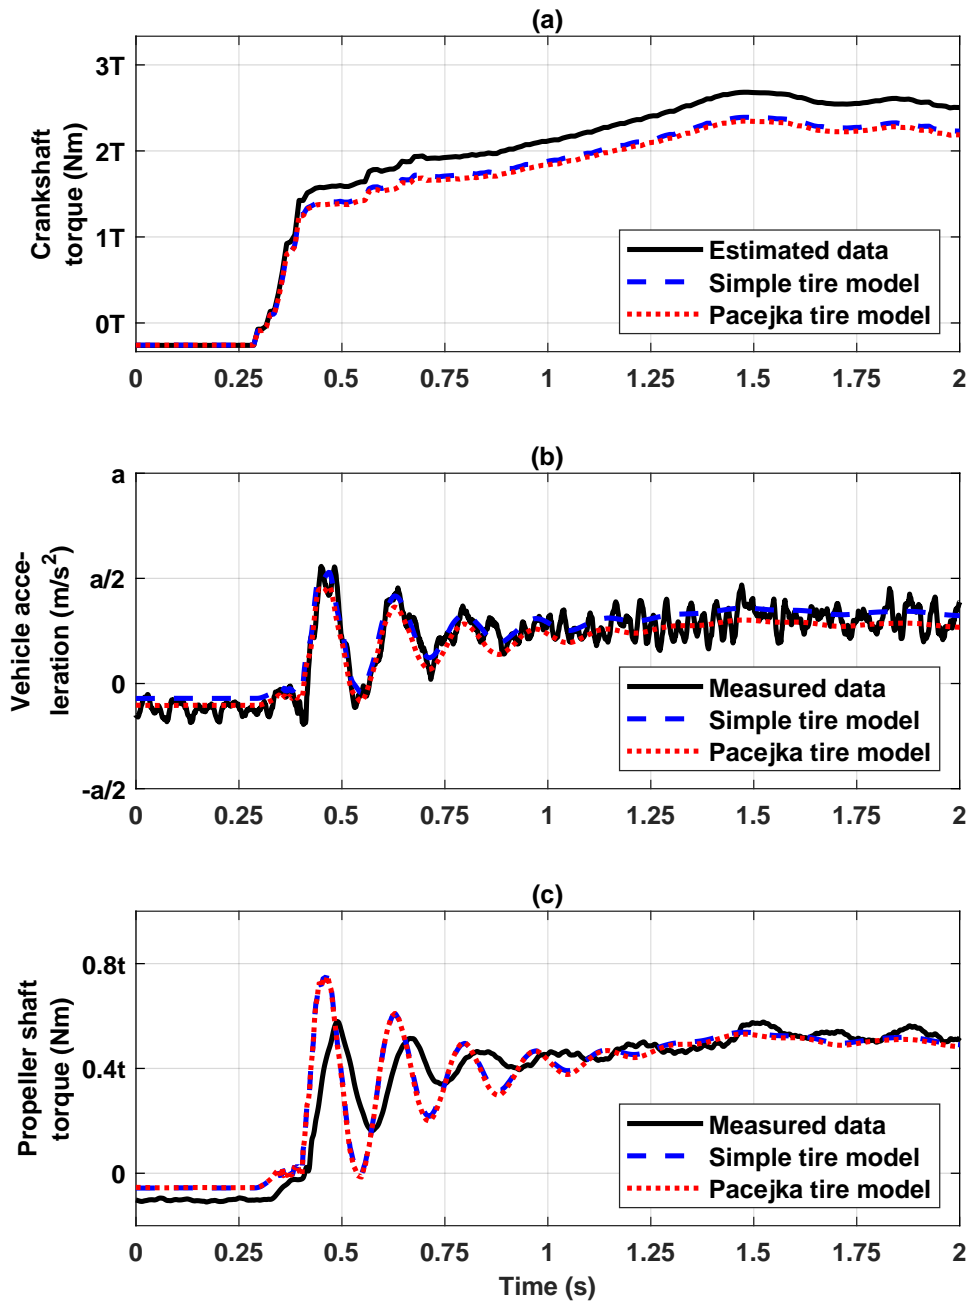 (a)
3T
2T
1T
0T
Crankshaft
torque (Nm)
Estimated data
Simple tire model
Pacejka tire model
0 0.25 0.5 0.75 1 1.25 1.5 1.75 2
(b)
a
a/2
0
-a/2
Vehicle acce-
leration (m/s²)
Measured data
Simple tire model
Pacejka tire model
0 0.25 0.5 0.75 1 1.25 1.5 1.75 2
(c)
0.8t
0.4t
0
Propeller shaft
torque (Nm)
Measured data
Simple tire model
Pacejka tire model
0 0.25 0.5 0.75 1 1.25 1.5 1.75 2
Time (s)